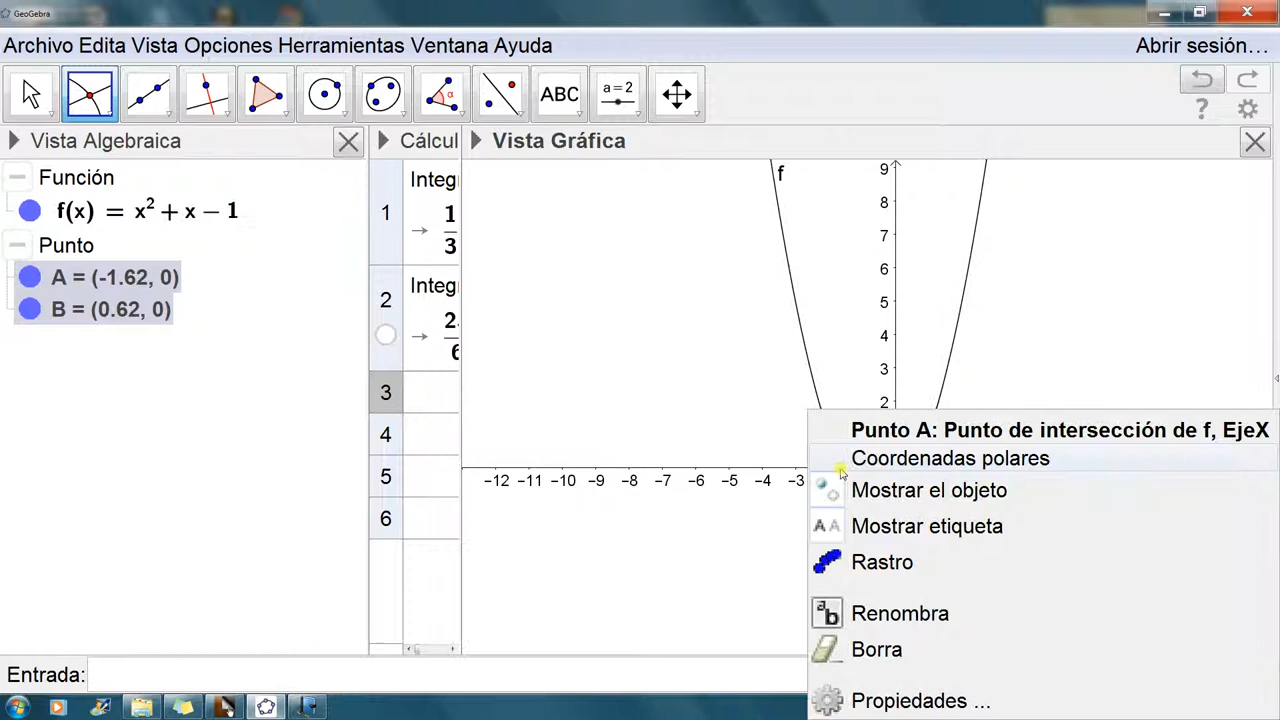 GeoGebra
Archivo Edita Vista Opciones Herramientas Ventana Ayuda
Abrir sesión…
α
ABC
a = 2
?
Vista Algebraica
Cálcul
Vista Gráfica
Función
f(x) = x² + x − 1
Punto
A = (-1.62, 0)
B = (0.62, 0)
1
Integ
→ 1/3
2
Integ
→ 2/6
3
4
5
6
f
9
8
7
6
5
4
3
2
−12 −11 −10 −9 −8 −7 −6 −5 −4 −3
Punto A: Punto de intersección de f, EjeX
Coordenadas polares
Mostrar el objeto
AA Mostrar etiqueta
Rastro
ab Renombra
Borra
Propiedades ...
Entrada: